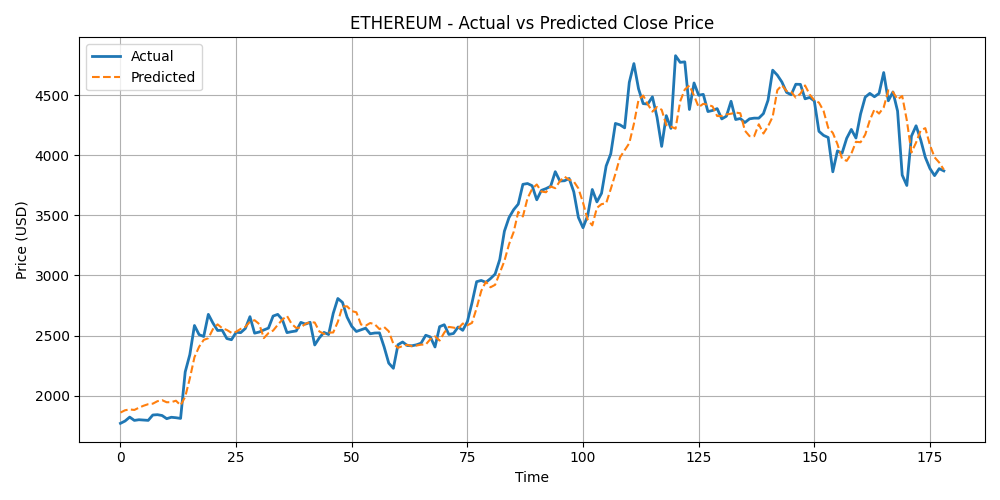 ETHEREUM - Actual vs Predicted Close Price
Actual
Predicted
Price (USD)
4500
4000
3500
3000
2500
2000
0 25 50 75 100 125 150 175
Time